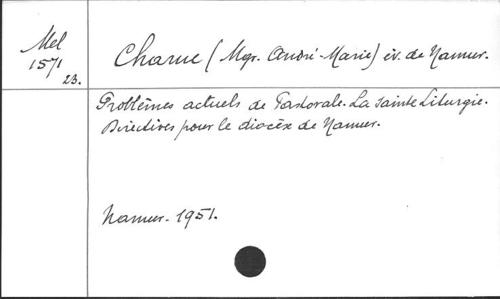 Mel
1571
23.
Charue (Mgr. André-Marie) èv. de Namur.
Problèmes actuels de Pastorale. La Sainte Liturgie.
Directives pour le diocèse de Namur.
Namur. 1951.